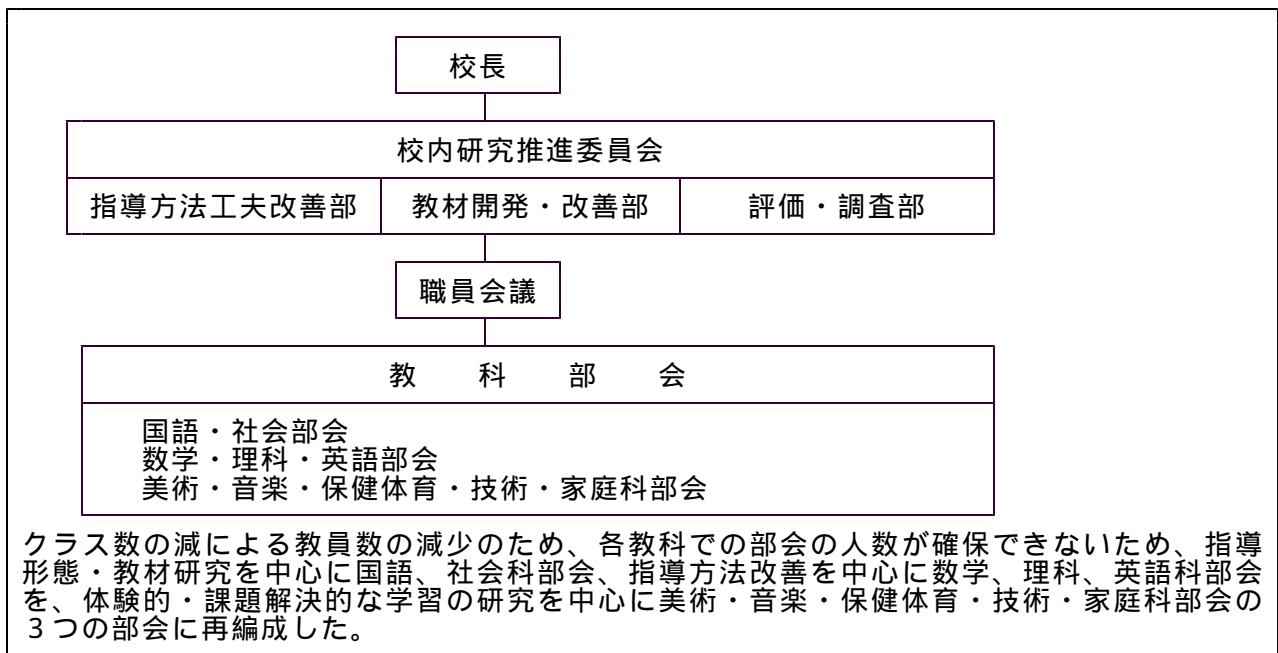 校長
校内研究推進委員会
指導方法工夫改善部 教材開発・改善部 評価・調査部
職員会議
教 科 部 会
国語・社会部会
数学・理科・英語部会
美術・音楽・保健体育・技術・家庭科部会
クラス数の減による教員数の減少のため、各教科での部会の人数が確保できないため、指導
形態・教材研究を中心に国語、社会科部会、指導方法改善を中心に数学、理科、英語科部会
を、体験的・課題解決的な学習の研究を中心に美術・音楽・保健体育・技術・家庭科部会の
３つの部会に再編成した。